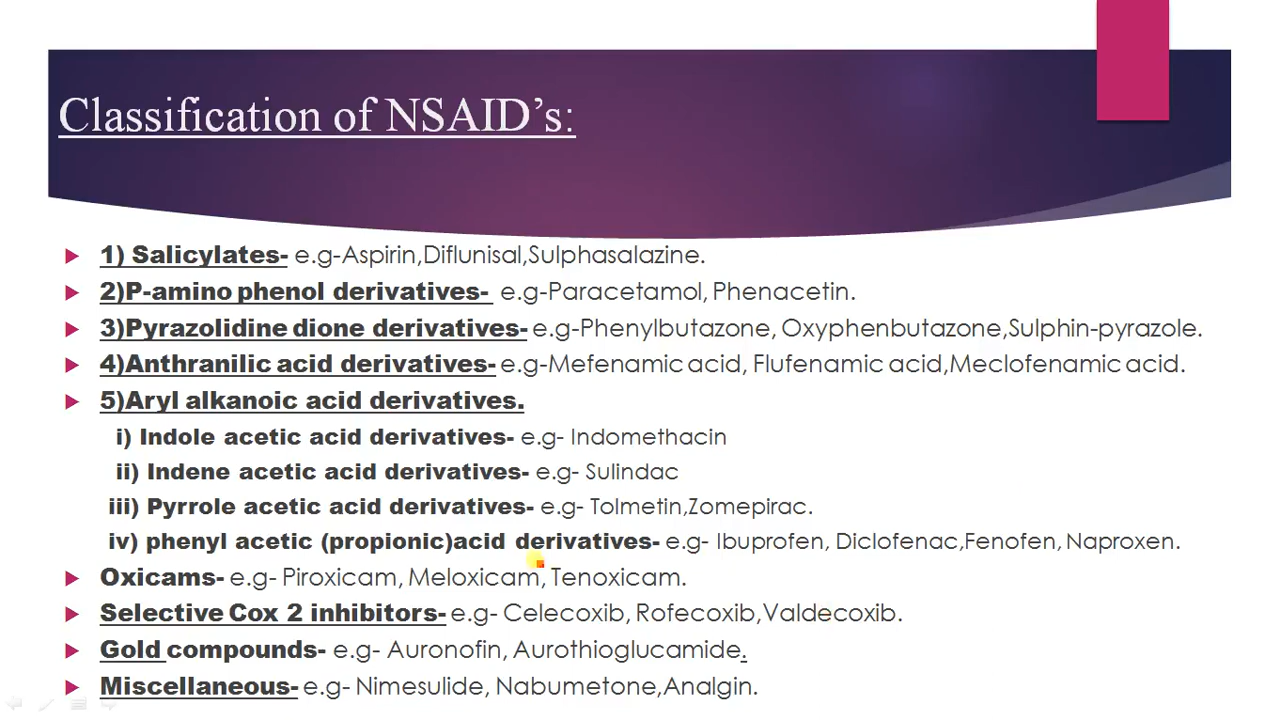 Classification of NSAID’s:
1) Salicylates- e.g-Aspirin,Diflunisal,Sulphasalazine.
2)P-amino phenol derivatives- e.g-Paracetamol, Phenacetin.
3)Pyrazolidine dione derivatives- e.g-Phenylbutazone, Oxyphenbutazone,Sulphin-pyrazole.
4)Anthranilic acid derivatives- e.g-Mefenamic acid, Flufenamic acid,Meclofenamic acid.
5)Aryl alkanoic acid derivatives.
i) Indole acetic acid derivatives- e.g- Indomethacin
ii) Indene acetic acid derivatives- e.g- Sulindac
iii) Pyrrole acetic acid derivatives- e.g- Tolmetin,Zomepirac.
iv) phenyl acetic (propionic)acid derivatives- e.g- Ibuprofen, Diclofenac,Fenofen, Naproxen.
Oxicams- e.g- Piroxicam, Meloxicam, Tenoxicam.
Selective Cox 2 inhibitors- e.g- Celecoxib, Rofecoxib,Valdecoxib.
Gold compounds- e.g- Auronofin, Aurothioglucamide.
Miscellaneous- e.g- Nimesulide, Nabumetone,Analgin.